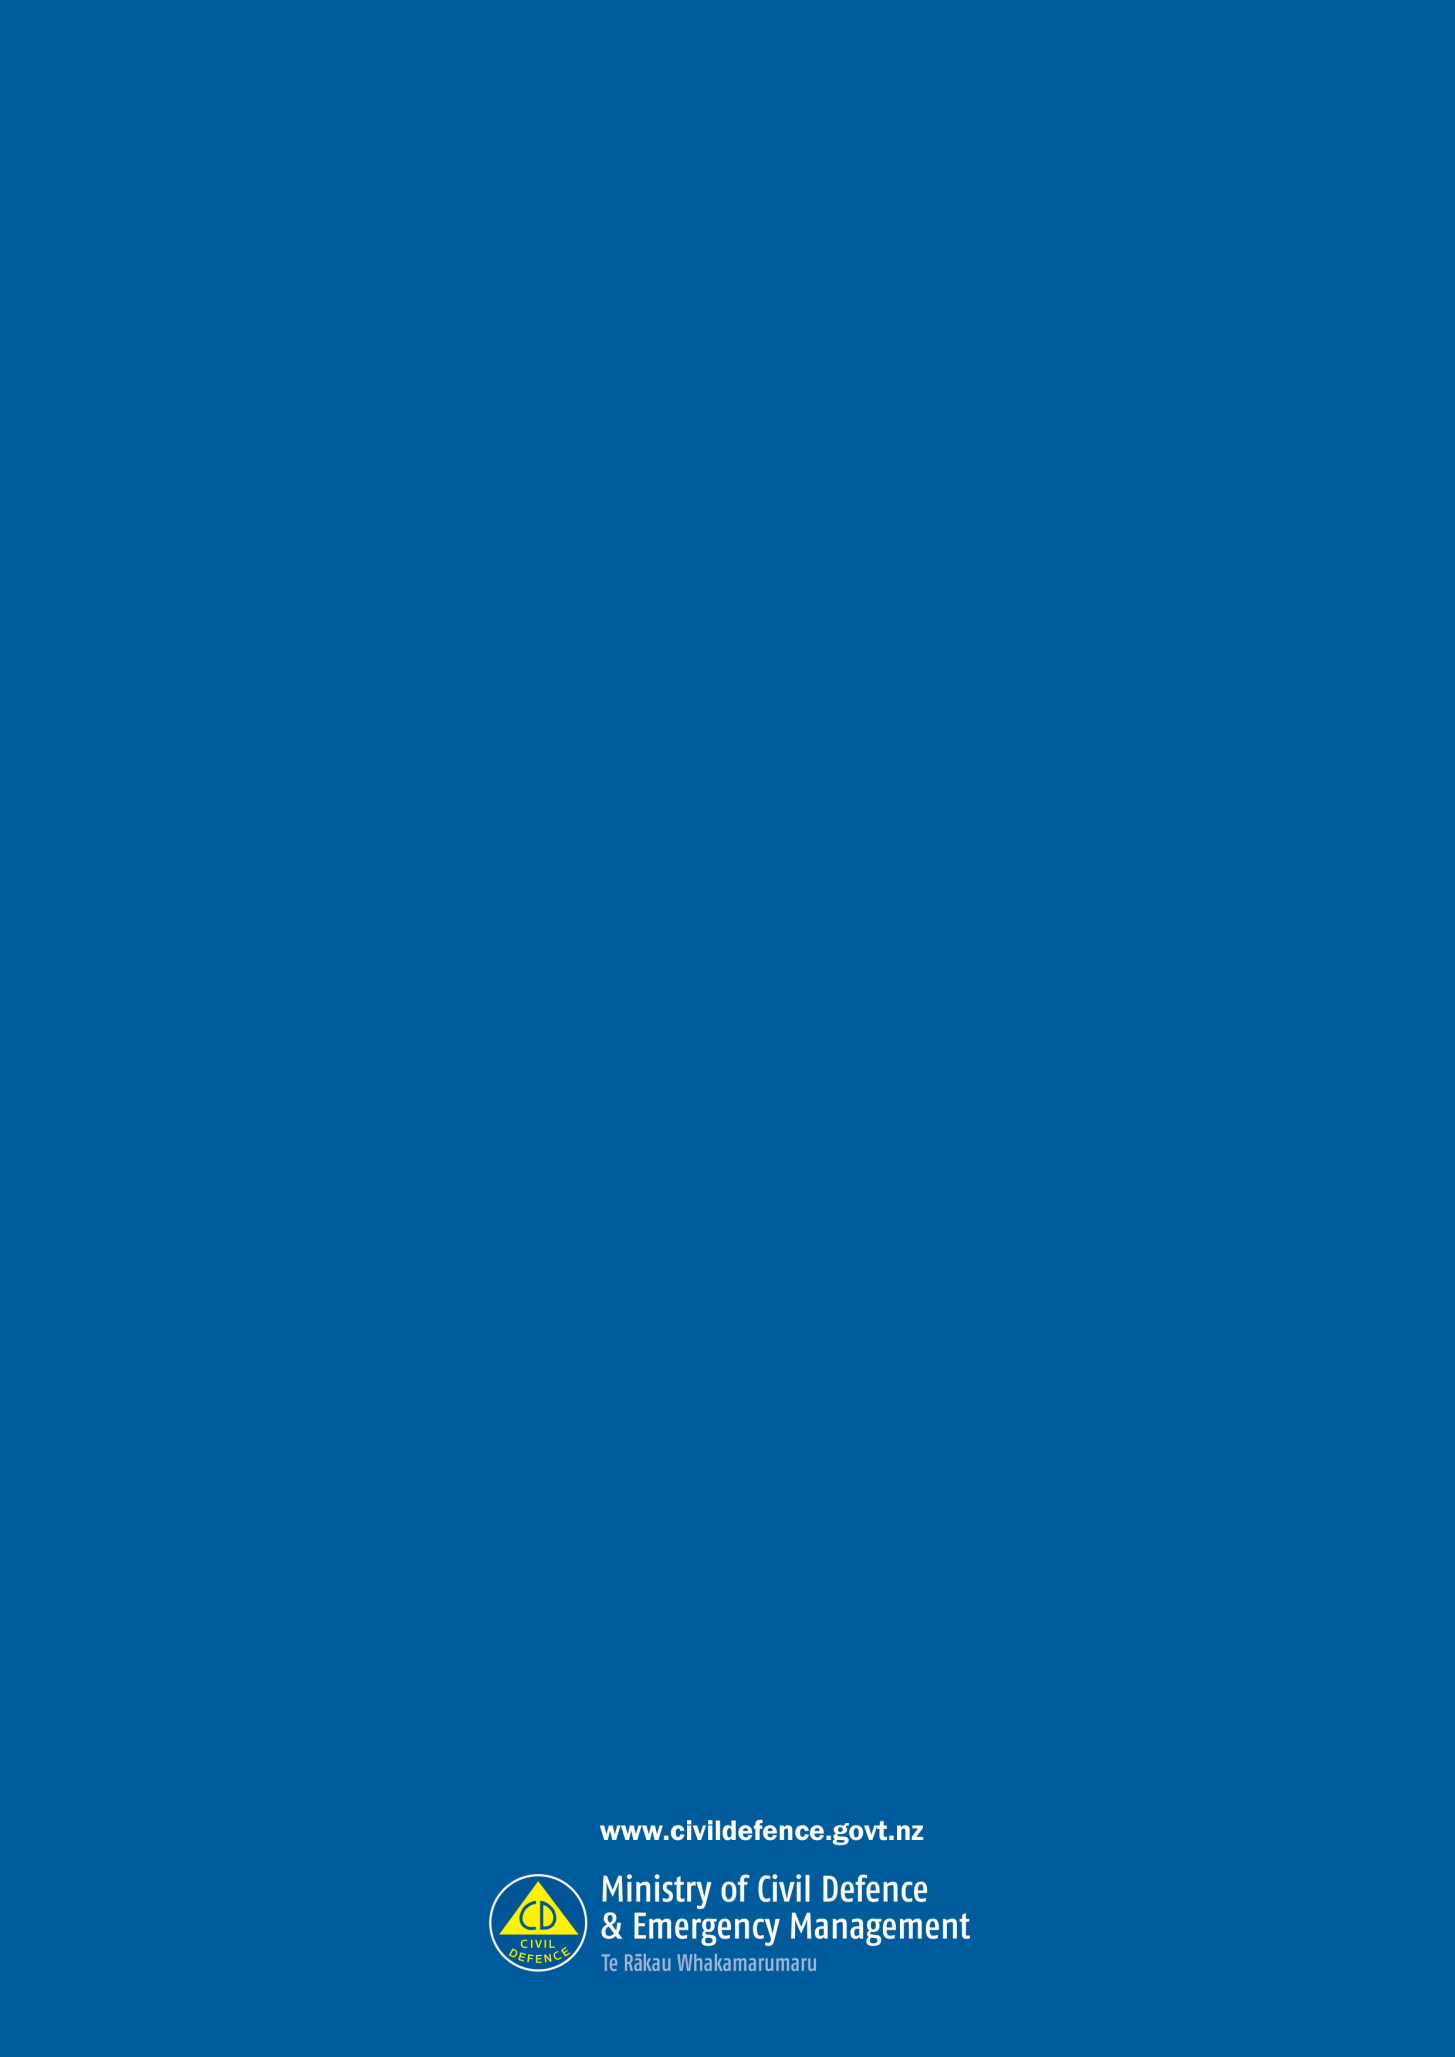 www.civildefence.govt.nz
Ministry of Civil Defence
& Emergency Management
Te Rākau Whakamarumaru
CD
CIVIL
DEFENCE